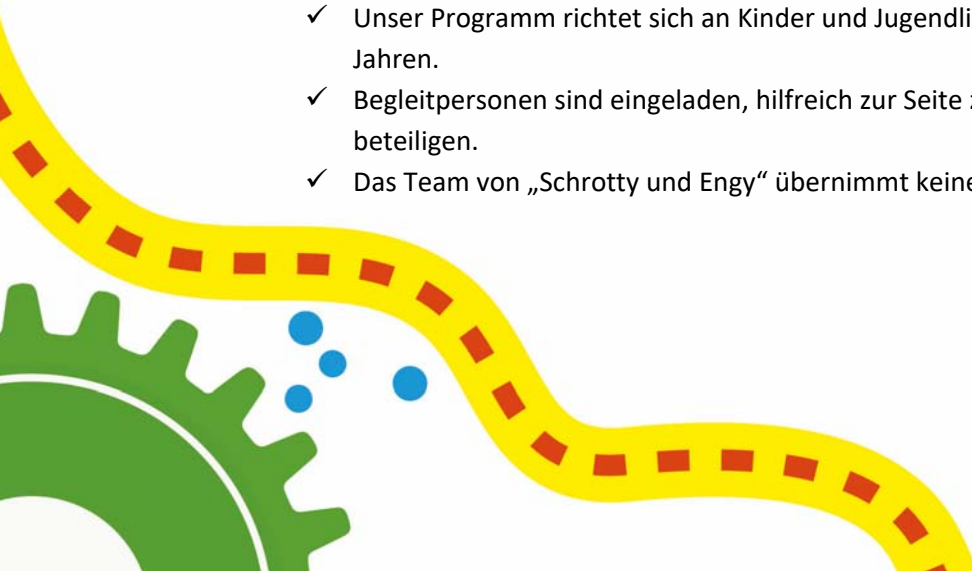 ✓ Unser Programm richtet sich an Kinder und Jugendli
Jahren.
✓ Begleitpersonen sind eingeladen, hilfreich zur Seite
beteiligen.
✓ Das Team von „Schrotty und Engy“ übernimmt keine